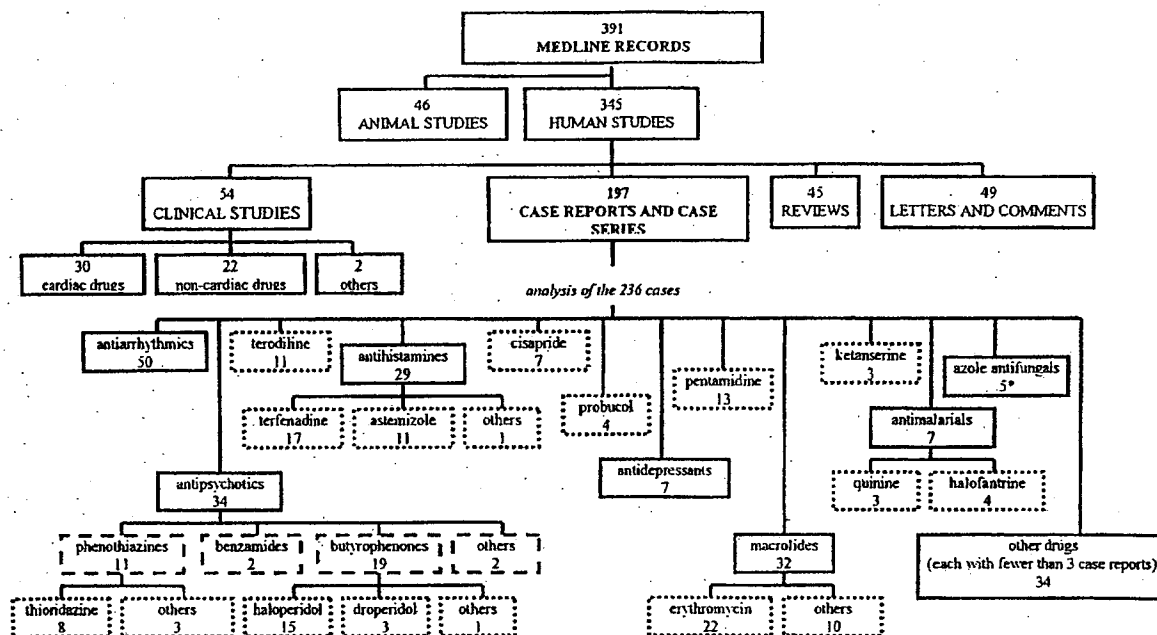 391
MEDLINE RECORDS
46
ANIMAL STUDIES
345
HUMAN STUDIES
54
CLINICAL STUDIES
197
CASE REPORTS AND CASE
SERIES
45
REVIEWS
49
LETTERS AND COMMENTS
30
cardiac drugs
22
non-cardiac drugs
2
others
analysis of the 236 cases
antiarrhythmics
50
terodiline
11
antihistamines
29
cisapride
7
pentamidine
13
ketanserine
3
azole antifungals
5*
terfenadine
17
astemizole
11
others
1
probucol
4
antimalarials
7
antipsychotics
34
antidepressants
7
quinine
3
halofantrine
4
phenothiazines
11
benzamides
2
butyrophenones
19
others
2
macrolides
32
other drugs
(each with fewer than 3 case reports)
34
thioridazine
8
others
3
haloperidol
15
droperidol
3
others
1
erythromycin
22
others
10